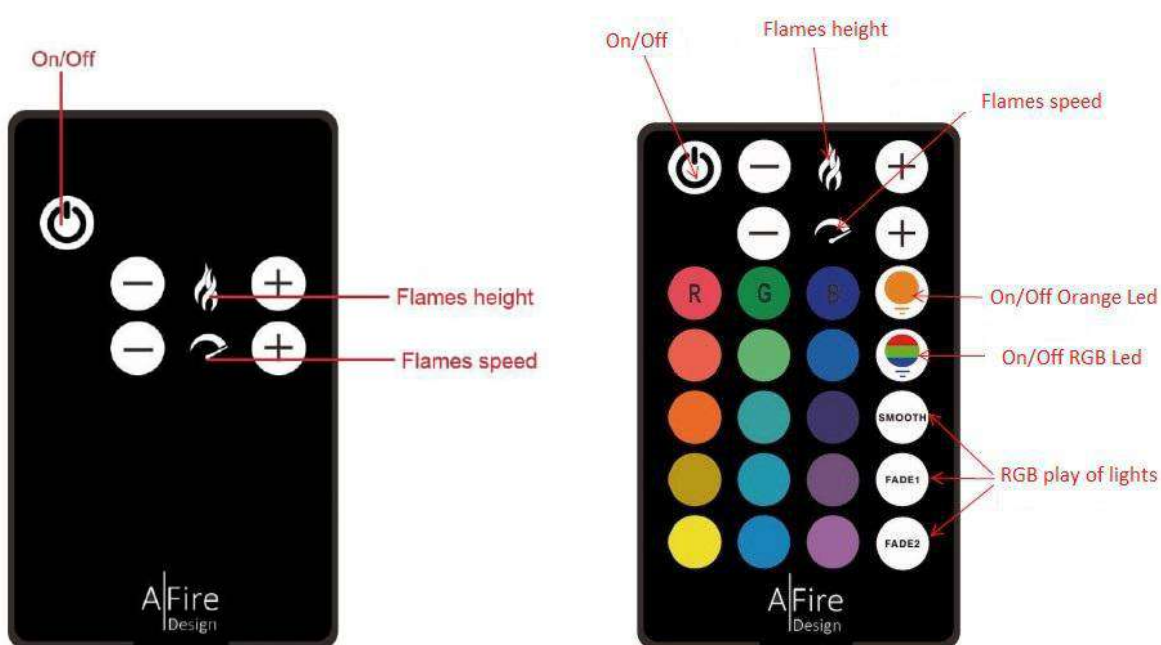 On/Off
Flames height
Flames speed
A Fire
Design
On/Off
Flames height
Flames speed
R G B
On/Off Orange Led
On/Off RGB Led
SMOOTH
FADE1
RGB play of lights
FADE2
A Fire
Design